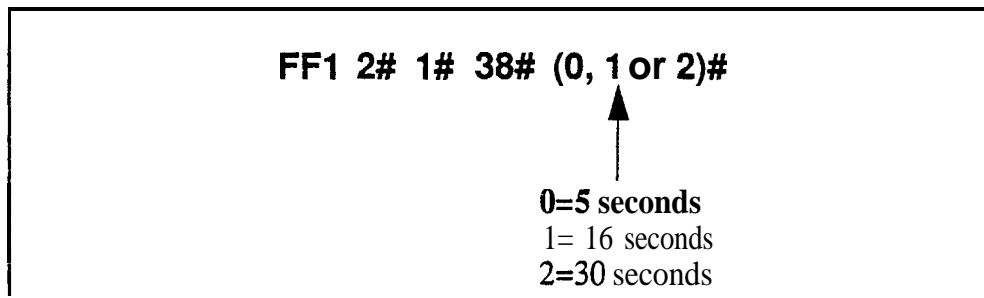 FF1 2# 1# 38# (0, 1 or 2)#
0=5 seconds
1= 16 seconds
2=30 seconds